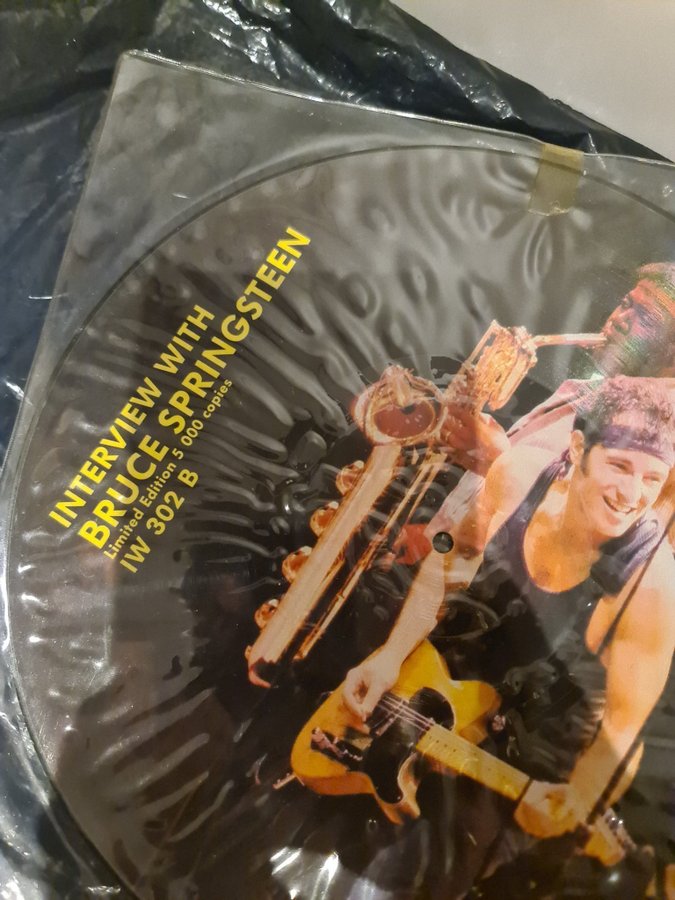 INTERVIEW WITH
BRUCE SPRINGSTEEN
Limited Edition 5 000 copies
IW 302 B